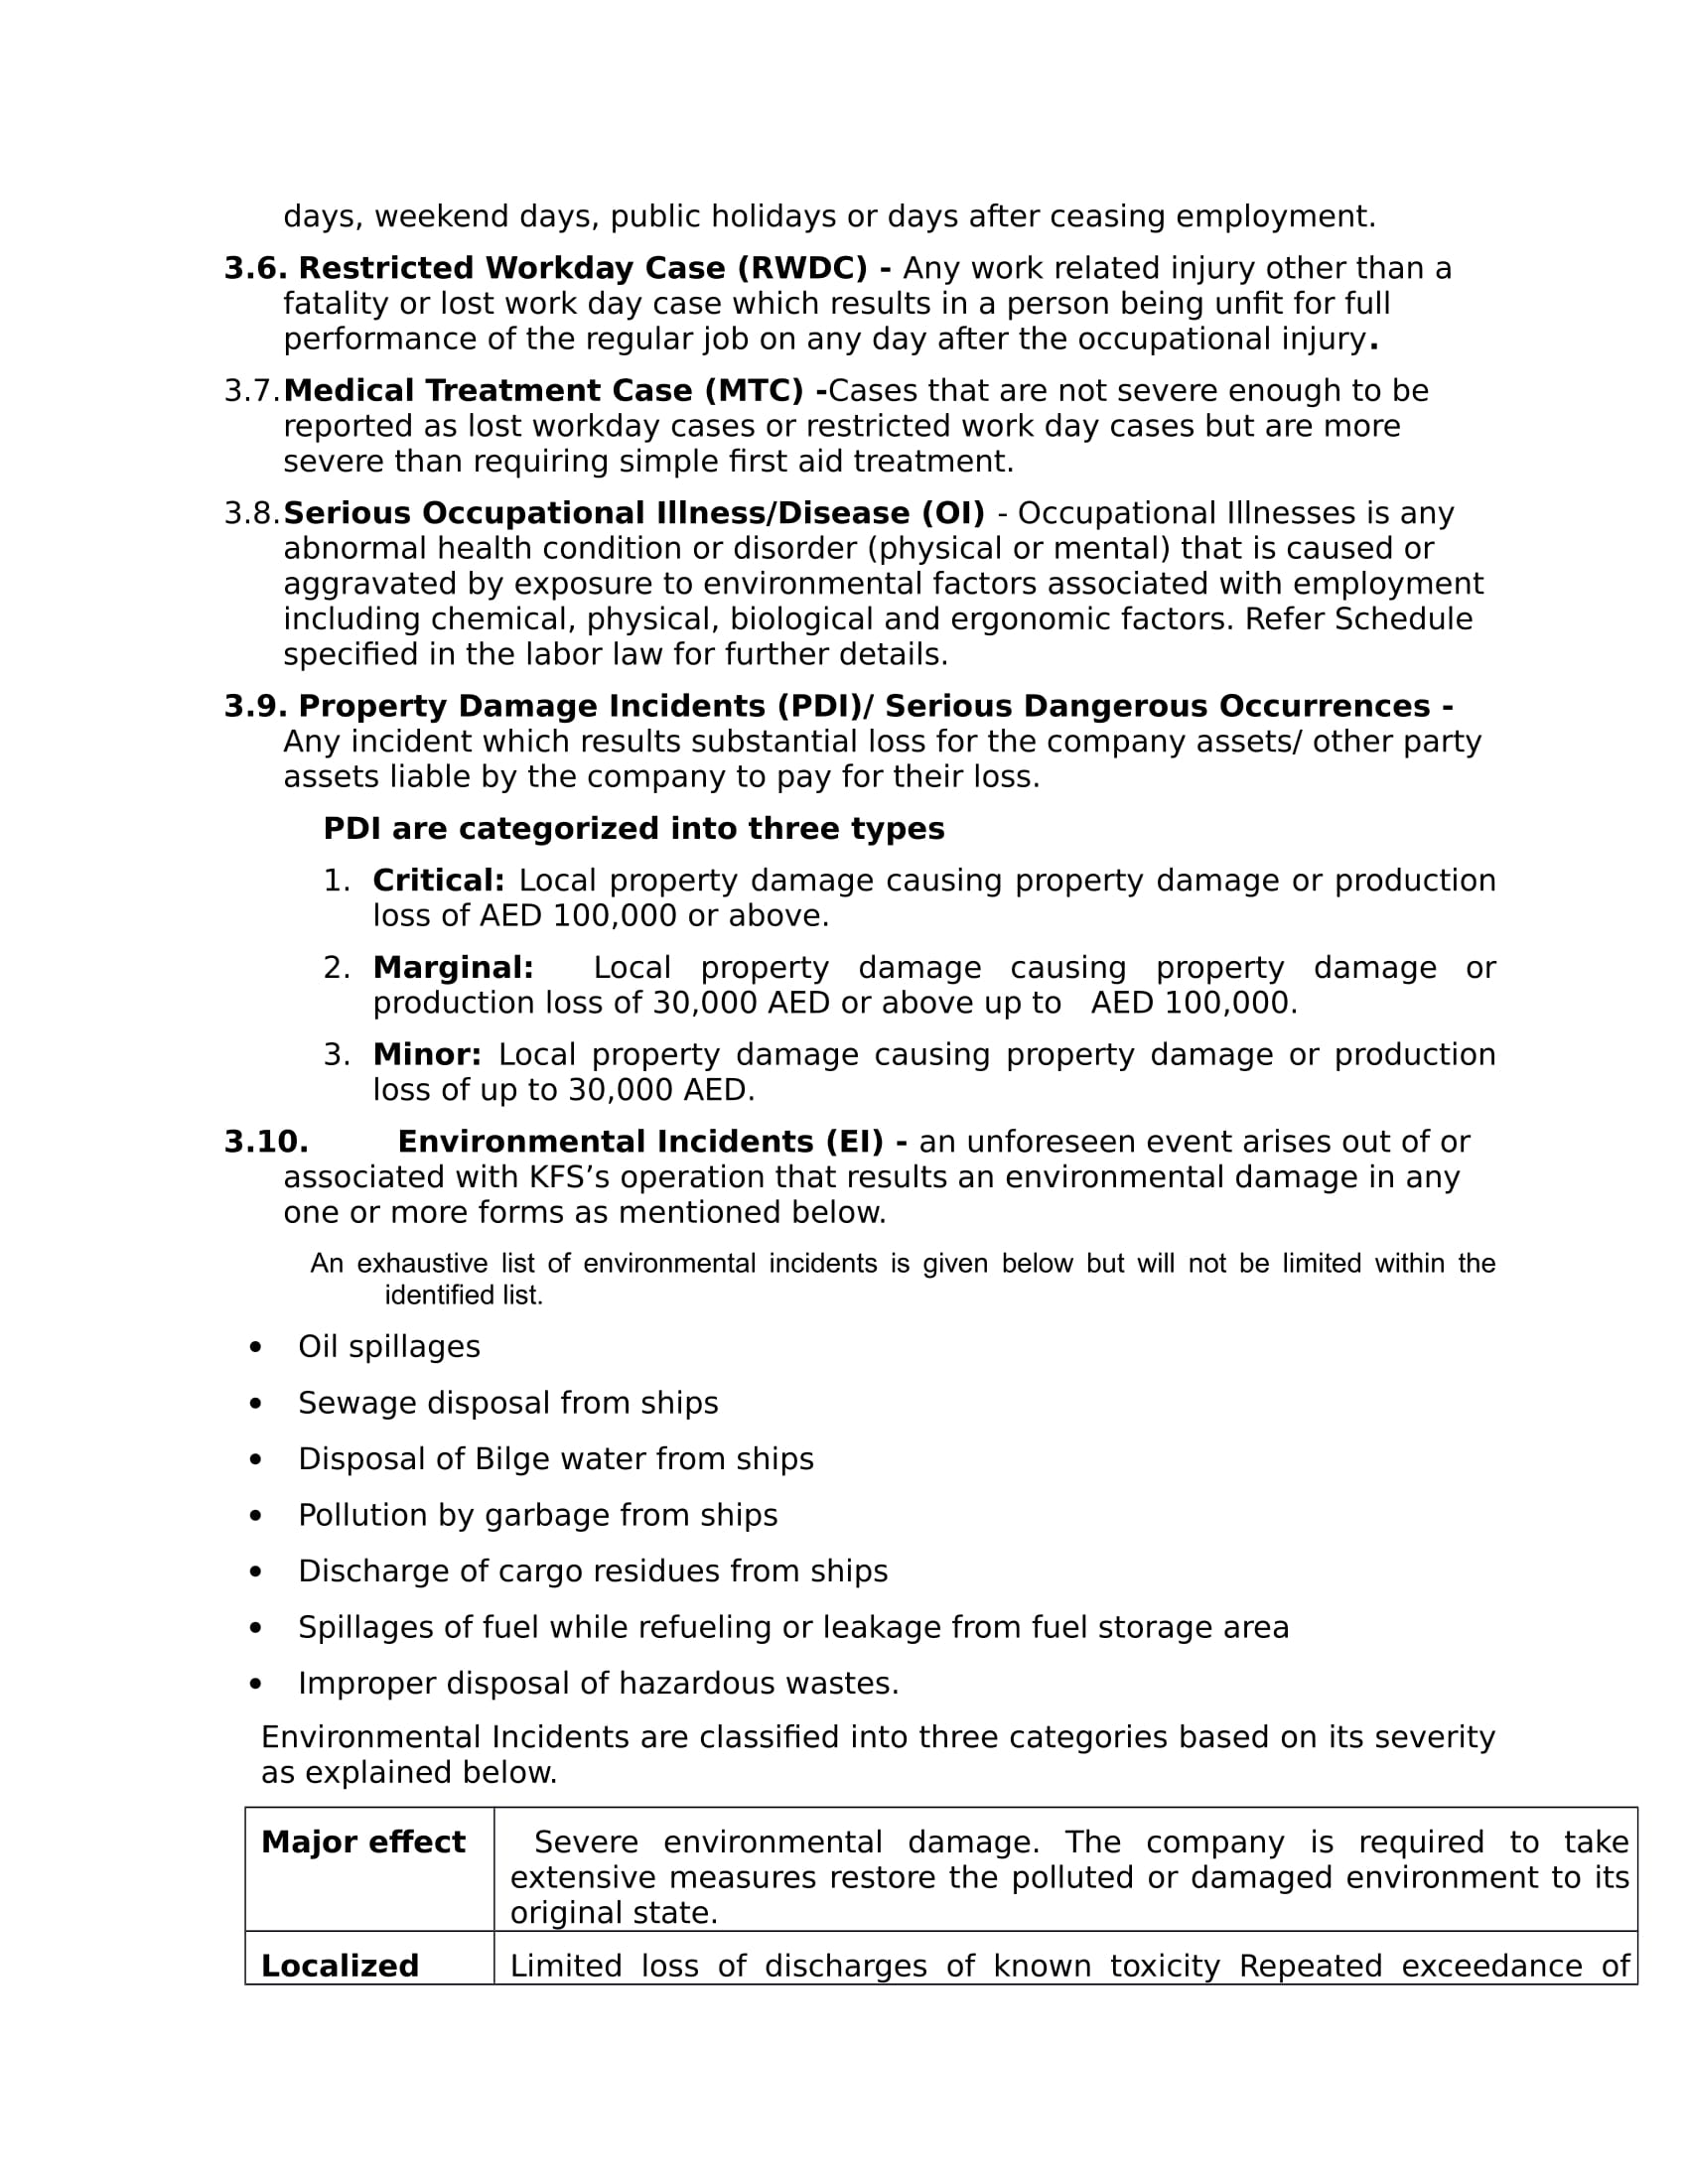 days, weekend days, public holidays or days after ceasing employment.
3.6. Restricted Workday Case (RWDC) - Any work related injury other than a
fatality or lost work day case which results in a person being unfit for full
performance of the regular job on any day after the occupational injury.
3.7.Medical Treatment Case (MTC) -Cases that are not severe enough to be
reported as lost workday cases or restricted work day cases but are more
severe than requiring simple first aid treatment.
3.8.Serious Occupational Illness/Disease (OI) - Occupational Illnesses is any
abnormal health condition or disorder (physical or mental) that is caused or
aggravated by exposure to environmental factors associated with employment
including chemical, physical, biological and ergonomic factors. Refer Schedule
specified in the labor law for further details.
3.9. Property Damage Incidents (PDI)/ Serious Dangerous Occurrences -
Any incident which results substantial loss for the company assets/ other party
assets liable by the company to pay for their loss.
PDI are categorized into three types
1. Critical: Local property damage causing property damage or production
loss of AED 100,000 or above.
2. Marginal: Local property damage causing property damage or
production loss of 30,000 AED or above up to AED 100,000.
3. Minor: Local property damage causing property damage or production
loss of up to 30,000 AED.
3.10. Environmental Incidents (EI) - an unforeseen event arises out of or
associated with KFS’s operation that results an environmental damage in any
one or more forms as mentioned below.
An exhaustive list of environmental incidents is given below but will not be limited within the
identified list.
• Oil spillages
• Sewage disposal from ships
• Disposal of Bilge water from ships
• Pollution by garbage from ships
• Discharge of cargo residues from ships
• Spillages of fuel while refueling or leakage from fuel storage area
• Improper disposal of hazardous wastes.
Environmental Incidents are classified into three categories based on its severity
as explained below.
Major effect Severe environmental damage. The company is required to take
extensive measures restore the polluted or damaged environment to its
original state.
Localized Limited loss of discharges of known toxicity Repeated exceedance of